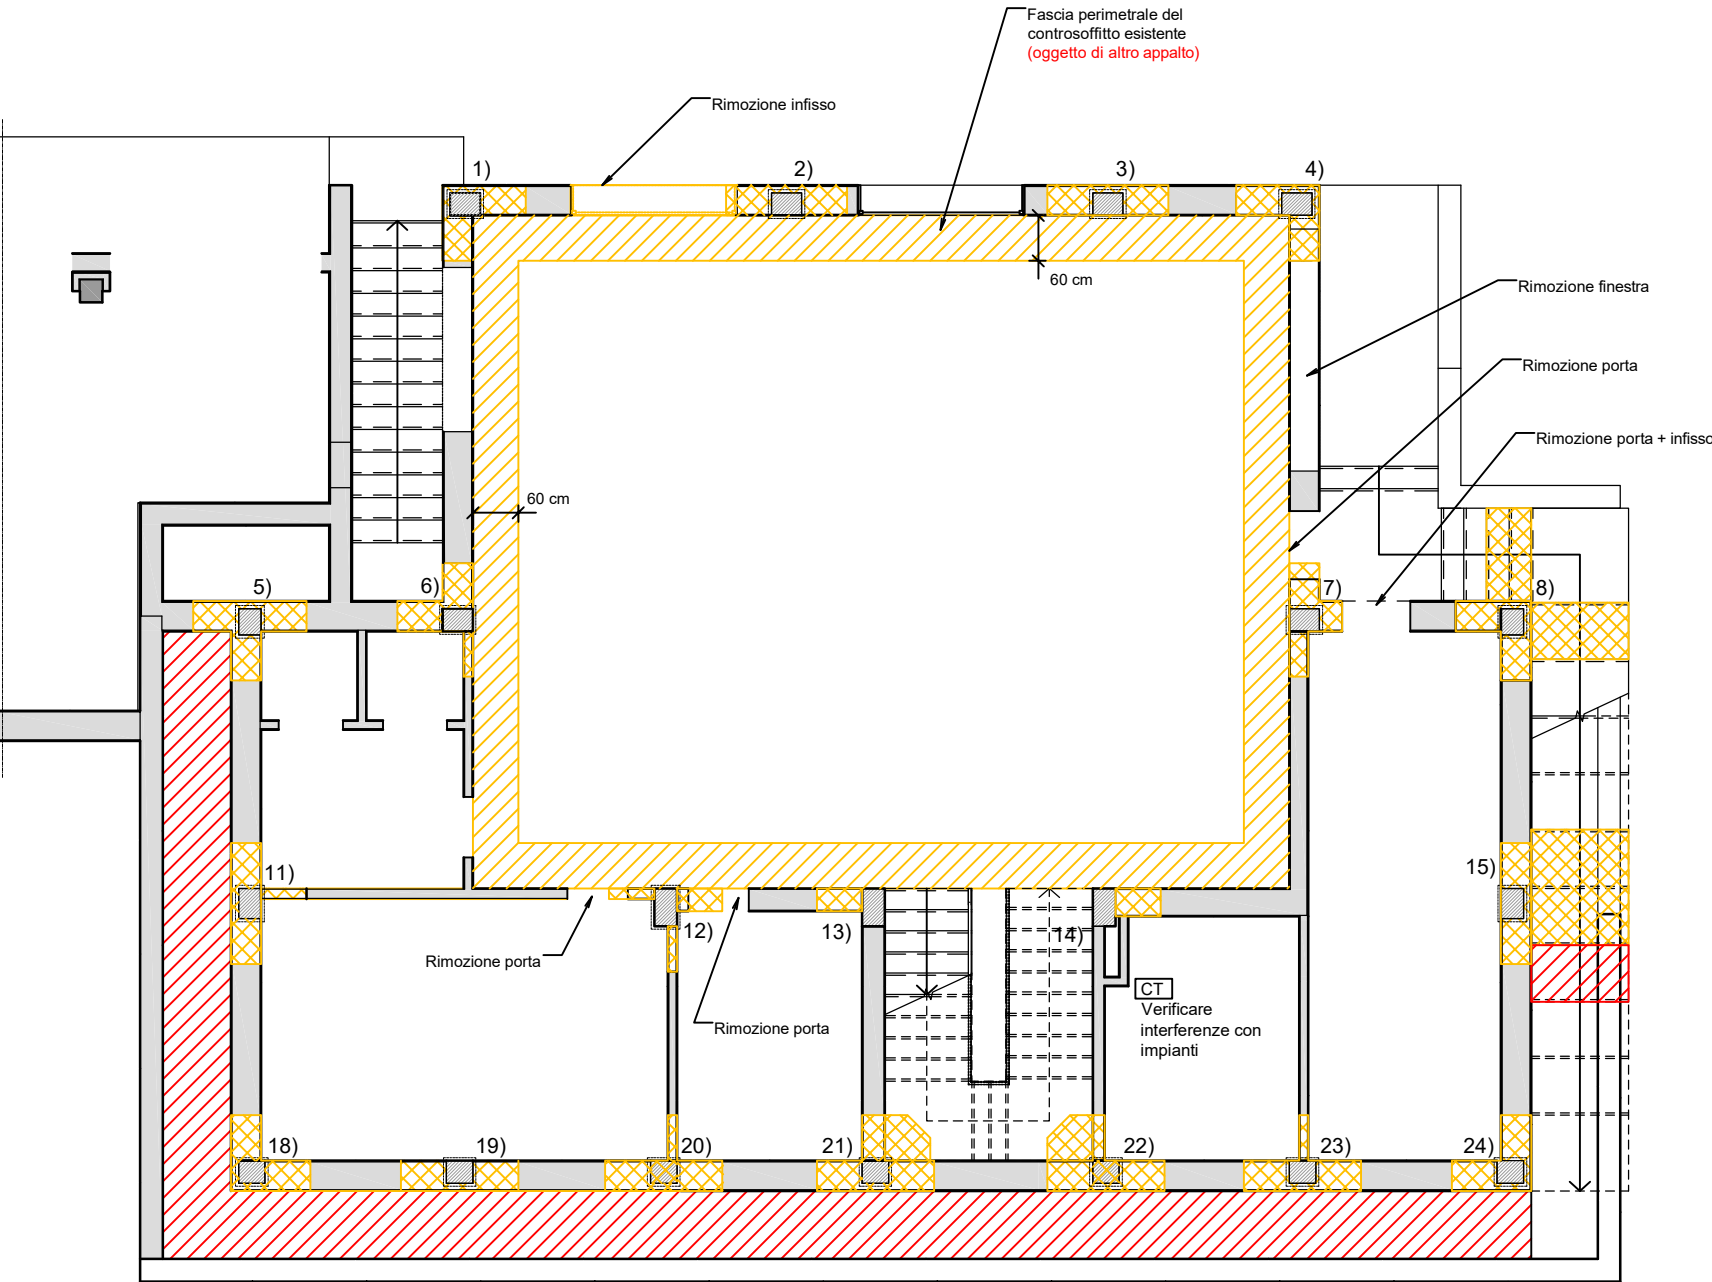 Fascia perimetrale del
controsoffitto esistente
(oggetto di altro appalto)
Rimozione infisso
1)
2)
3)
4)
60 cm
Rimozione finestra
Rimozione porta
Rimozione porta + infisso
60 cm
5)
6)
7)
8)
11)
12)
13)
14)
15)
Rimozione porta
Rimozione porta
CT
Verificare
interferenze con
impianti
18)
19)
20)
21)
22)
23)
24)